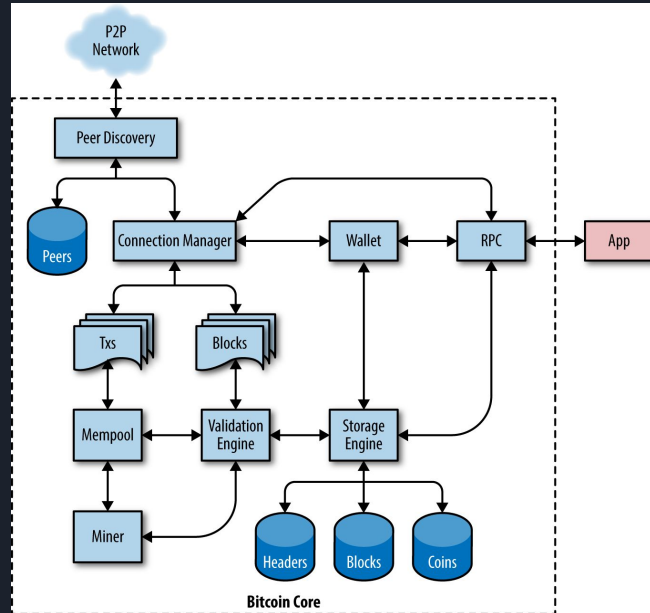 P2P
Network
Peer Discovery
Peers
Connection Manager
Wallet
RPC
App
Txs
Blocks
Mempool
Validation
Engine
Storage
Engine
Miner
Headers
Blocks
Coins
Bitcoin Core